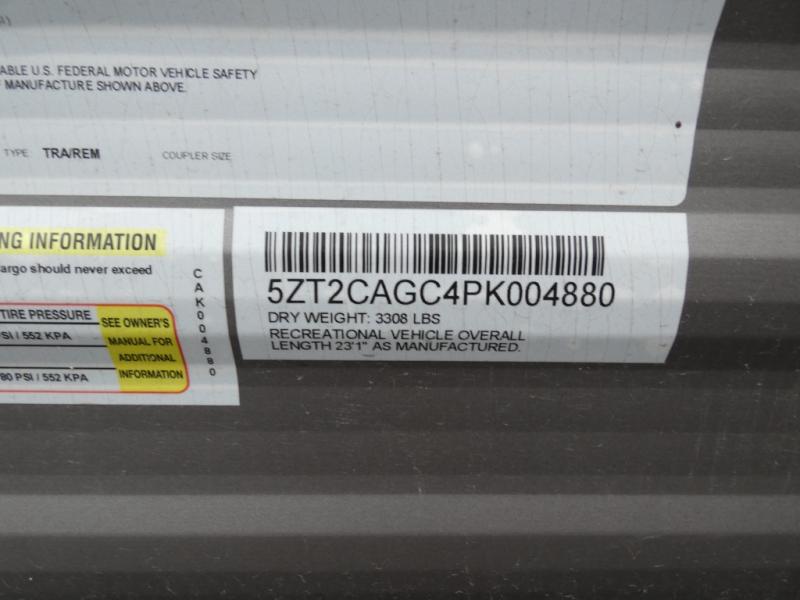 ABLE U.S. FEDERAL MOTOR VEHICLE SAFETY
MANUFACTURE SHOWN ABOVE.
TYPE TRA/REM COUPLER SIZE
NG INFORMATION
argo should never exceed
TIRE PRESSURE
SEE OWNER'S
PSI / 552 KPA
MANUAL FOR
ADDITIONAL
80 PSI / 552 KPA
INFORMATION
CAK004880
5ZT2CAGC4PK004880
DRY WEIGHT: 3308 LBS
RECREATIONAL VEHICLE OVERALL
LENGTH 23'1" AS MANUFACTURED.